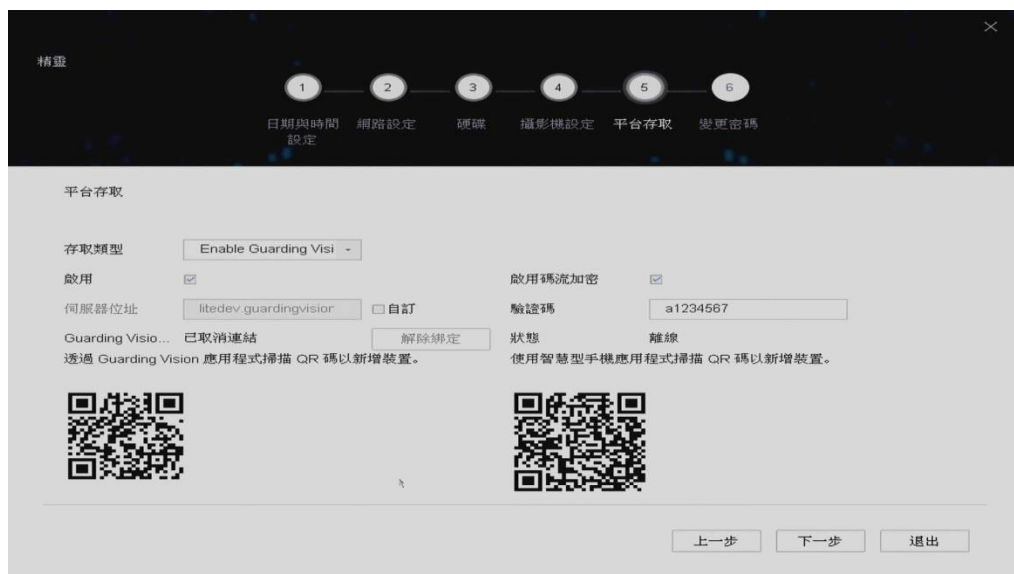 精靈
1 2 3 4 5 6
日期與時間設定 網路設定 硬碟 攝影機設定 平台存取 變更密碼
平台存取
存取類型 Enable Guarding Visi
啟用 啟用碼流加密
伺服器位址 litedev.guardingvision 自訂 驗證碼 a1234567
Guarding Visio... 已取消連結 解除綁定 狀態 離線
透過 Guarding Vision 應用程式掃描 QR 碼以新增裝置。 使用智慧型手機應用程式掃描 QR 碼以新增裝置。
上一步 下一步 退出